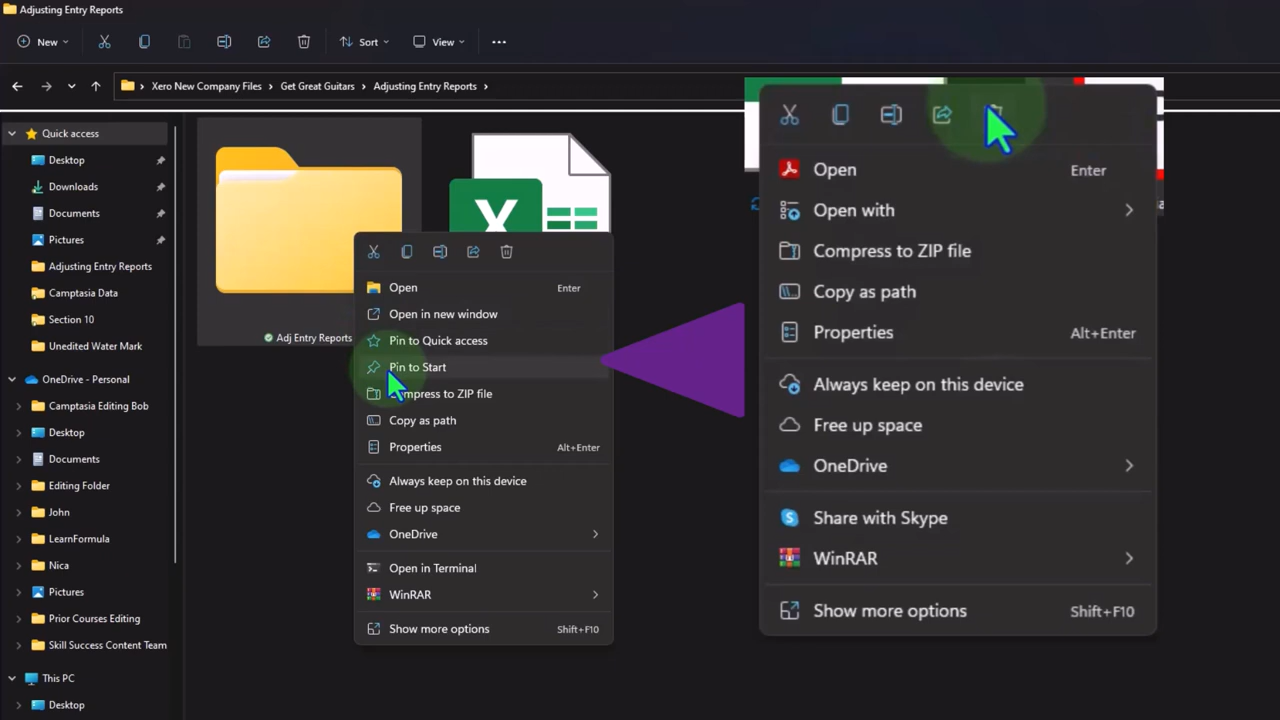 Adjusting Entry Reports
New
Sort
View
Xero New Company Files > Get Great Guitars > Adjusting Entry Reports >
Quick access
Desktop
Downloads
Documents
Pictures
Adjusting Entry Reports
Camptasia Data
Section 10
Unedited Water Mark
OneDrive - Personal
Camptasia Editing Bob
Desktop
Documents
Editing Folder
John
LearnFormula
Nica
Pictures
Prior Courses Editing
Skill Success Content Team
This PC
Desktop
X
Adj Entry Reports
Open Enter
Open in new window
Pin to Quick access
Pin to Start
Compress to ZIP file
Copy as path
Properties Alt+Enter
Always keep on this device
Free up space
OneDrive
Open in Terminal
WinRAR
Show more options Shift+F10
Open Enter
Open with
Compress to ZIP file
Copy as path
Properties Alt+Enter
Always keep on this device
Free up space
OneDrive
Share with Skype
WinRAR
Show more options Shift+F10